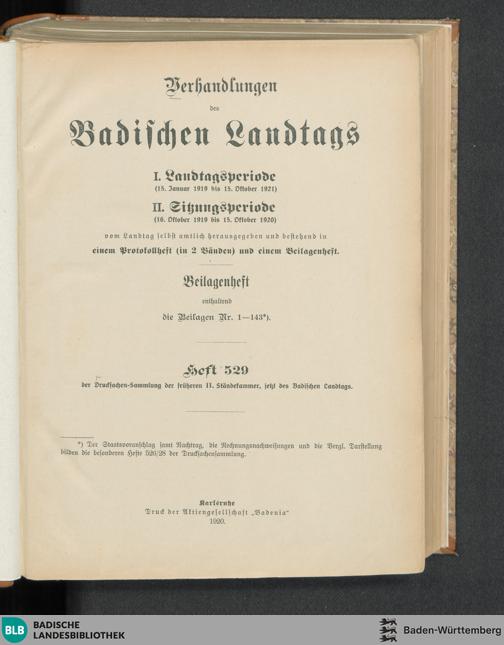 Verhandlungen
des
Badischen Landtags
I. Landtagsperiode
(15. Januar 1919 bis 15. Oktober 1921)
II. Sitzungsperiode
(16. Oktober 1919 bis 15. Oktober 1920)
vom Landtag selbst amtlich herausgegeben und bestehend in
einem Protokollheft (in 2 Bänden) und einem Beilagenheft.
Beilagenheft
enthaltend
die Beilagen Nr. 1—143*).
Heft 529
der Drucksachen-Sammlung der früheren II. Ständekammer, jetzt des Badischen Landtags.
*) Der Staatsvoranschlag samt Nachtrag, die Rechnungsnachweisungen und die Vergl. Darstellung
bilden die besonderen Hefte 526/28 der Drucksachensammlung.
Karlsruhe
Druck der Aktiengesellschaft „Badenia“
1920.
BLB BADISCHE
LANDESBIBLIOTHEK
Baden-Württemberg